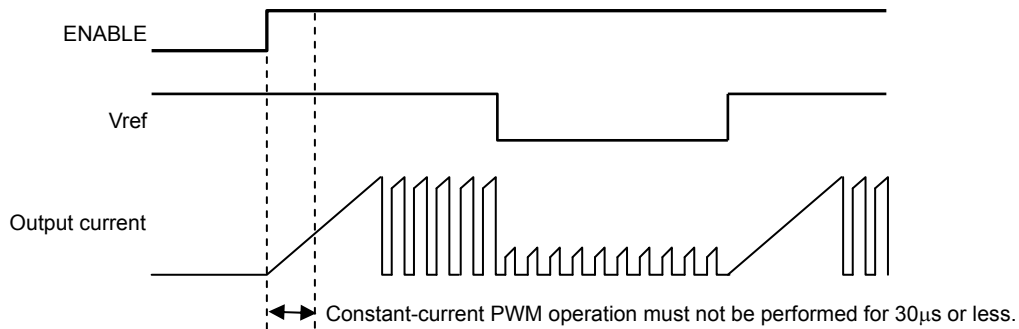 ENABLE
Vref
Output current
Constant-current PWM operation must not be performed for 30μs or less.